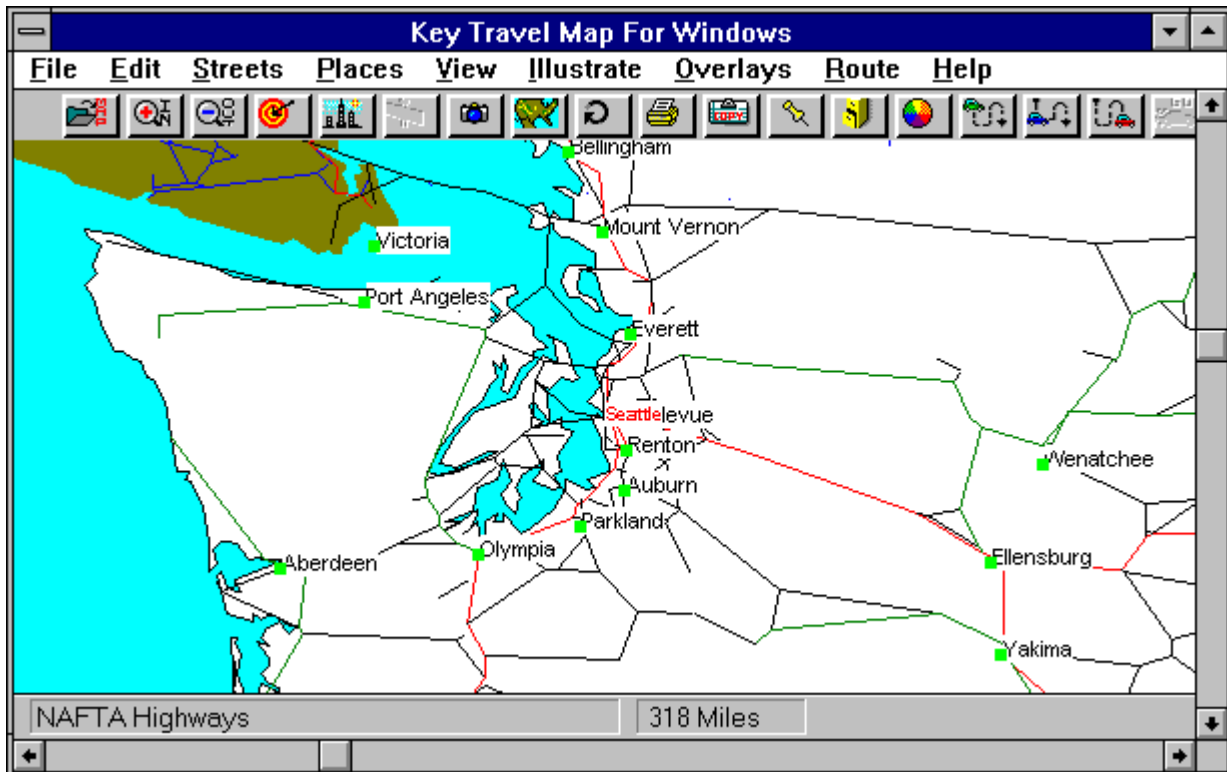 Key Travel Map For Windows
File Edit Streets Places View Illustrate Overlays Route Help
COPY
Bellingham
Mount Vernon
Victoria
Port Angeles
Everett
Seattle levue
Renton
Wenatchee
Auburn
Parkland
Olympia
Ellensburg
Aberdeen
Yakima
NAFTA Highways 318 Miles